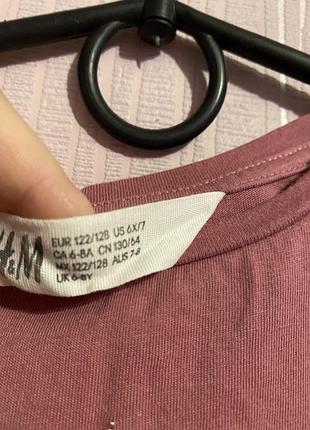 H&M
EUR 122/128 US 6X/7
CA 6-8A CN 130/64
MX 122/128 AUS 7-8
UK 6-8Y